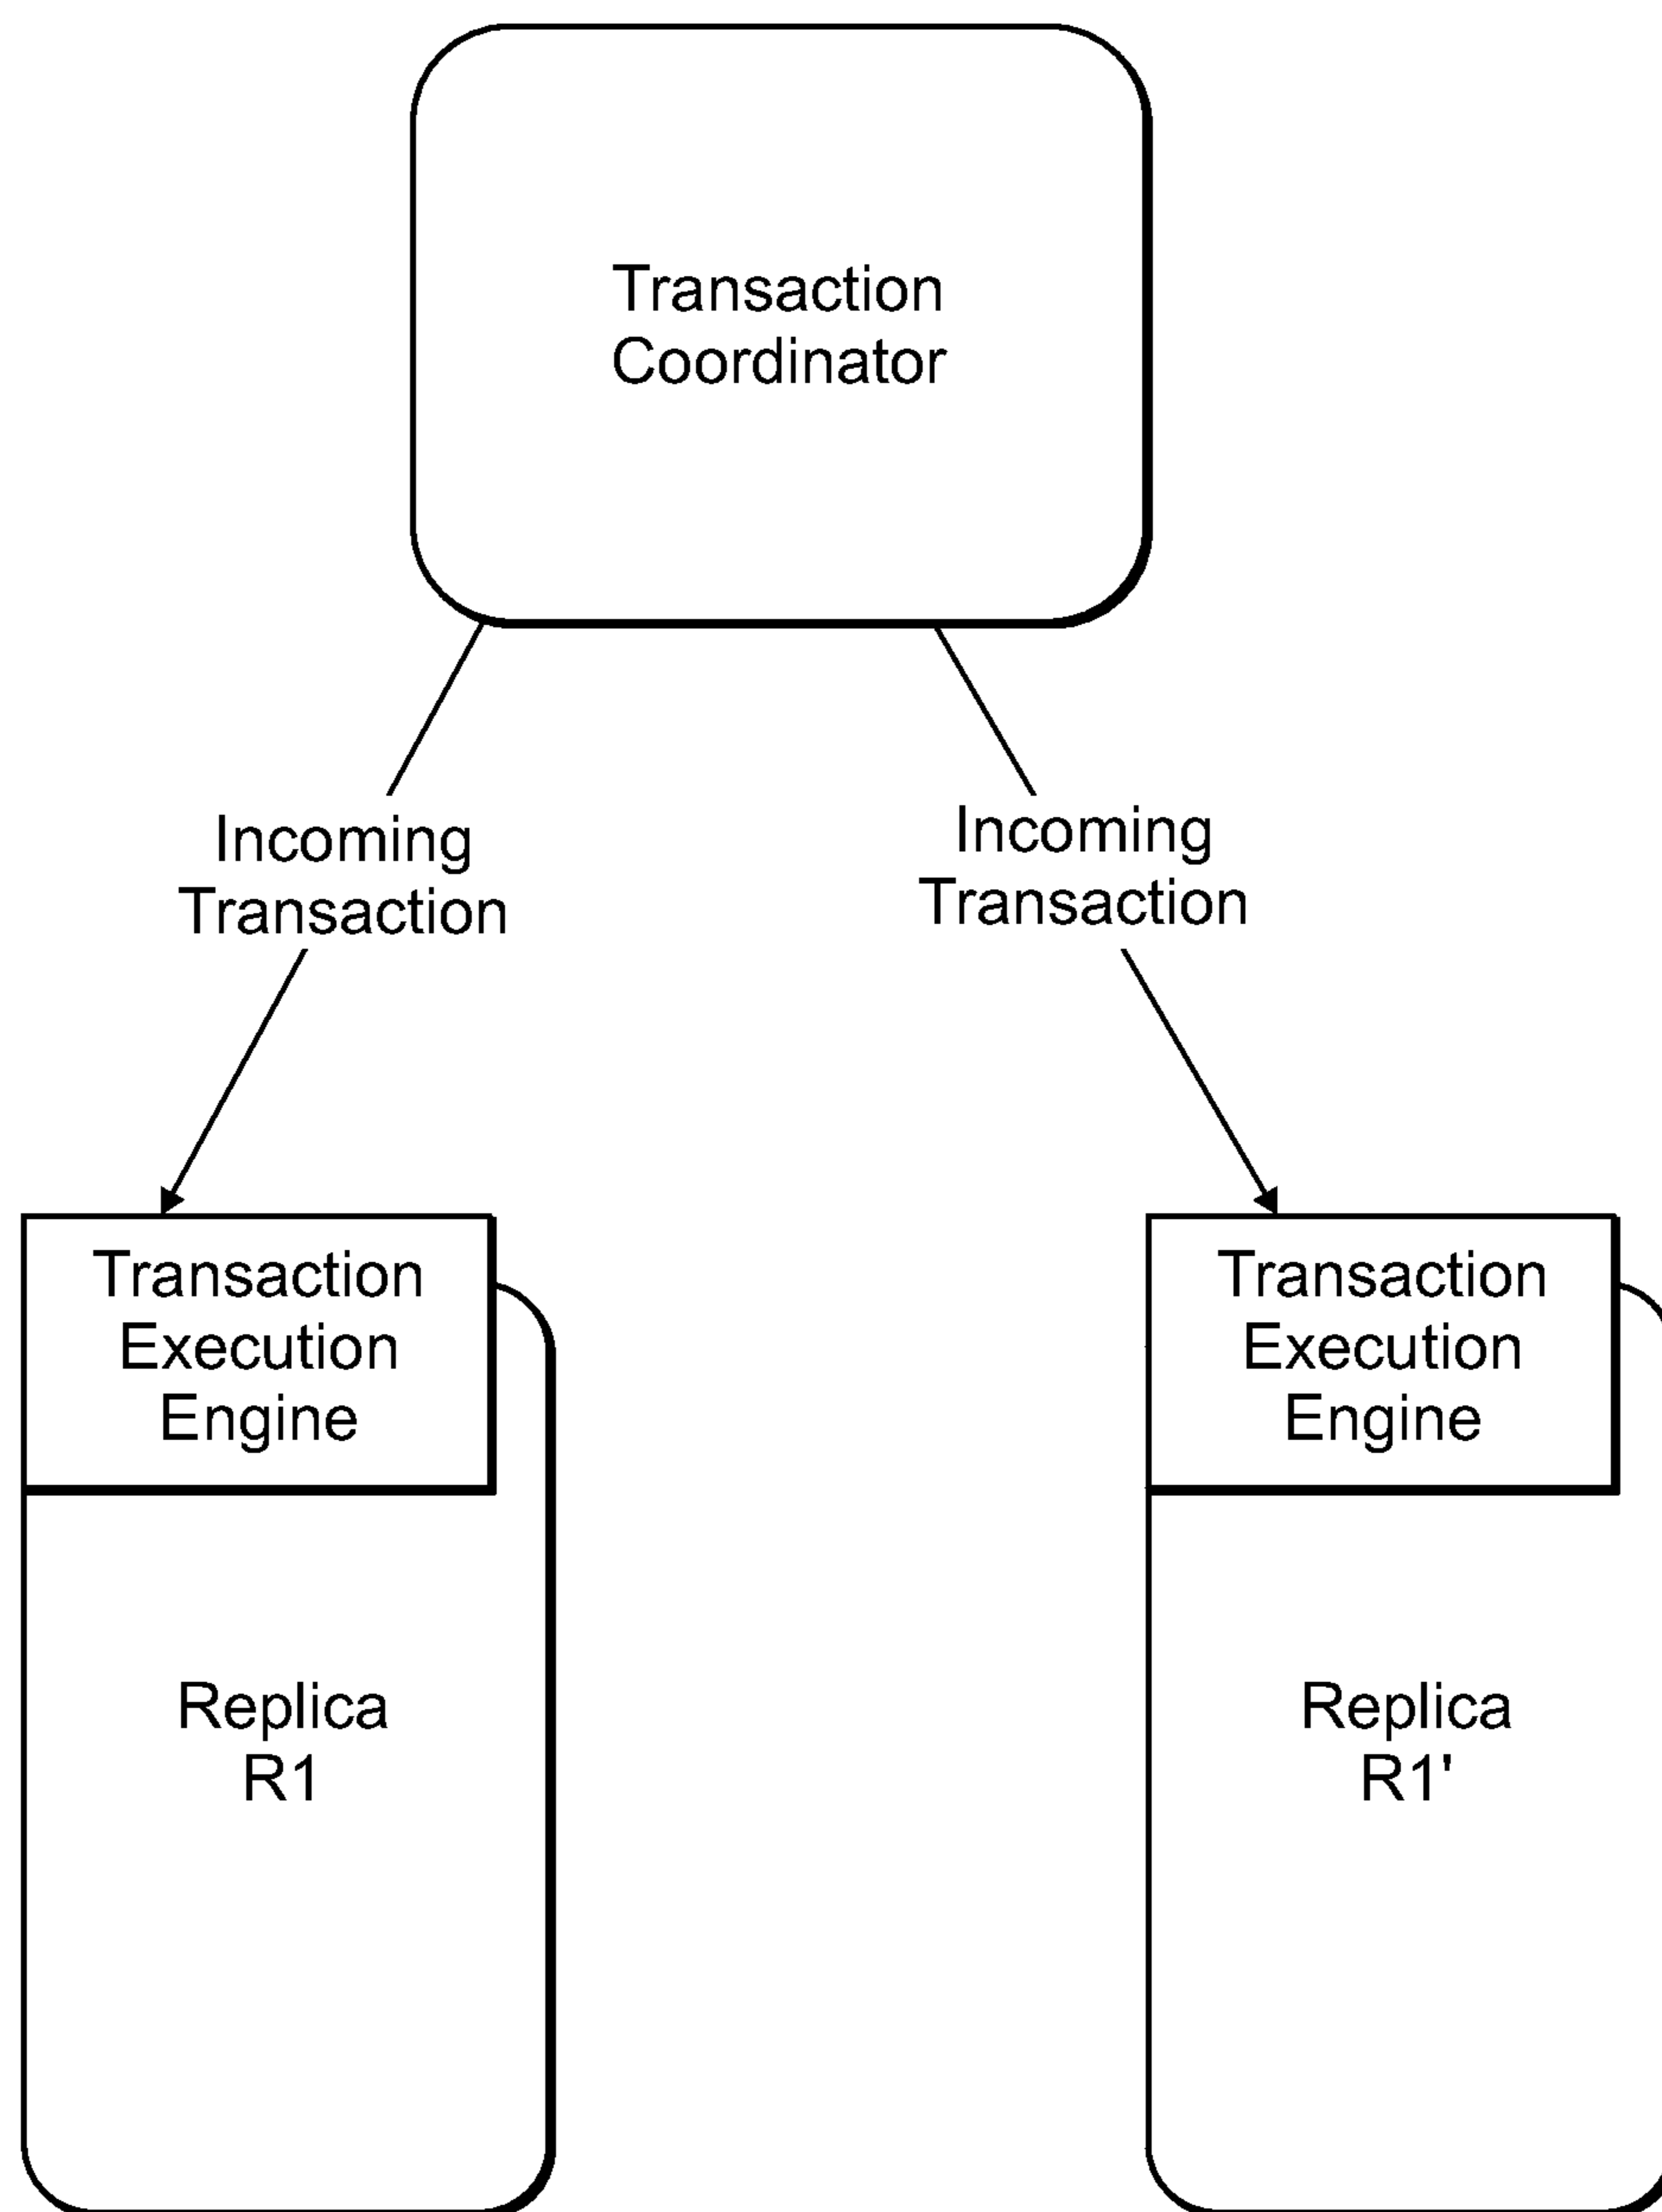 Transaction
Coordinator
Incoming
Transaction
Incoming
Transaction
Transaction
Execution
Engine
Transaction
Execution
Engine
Replica
R1
Replica
R1'